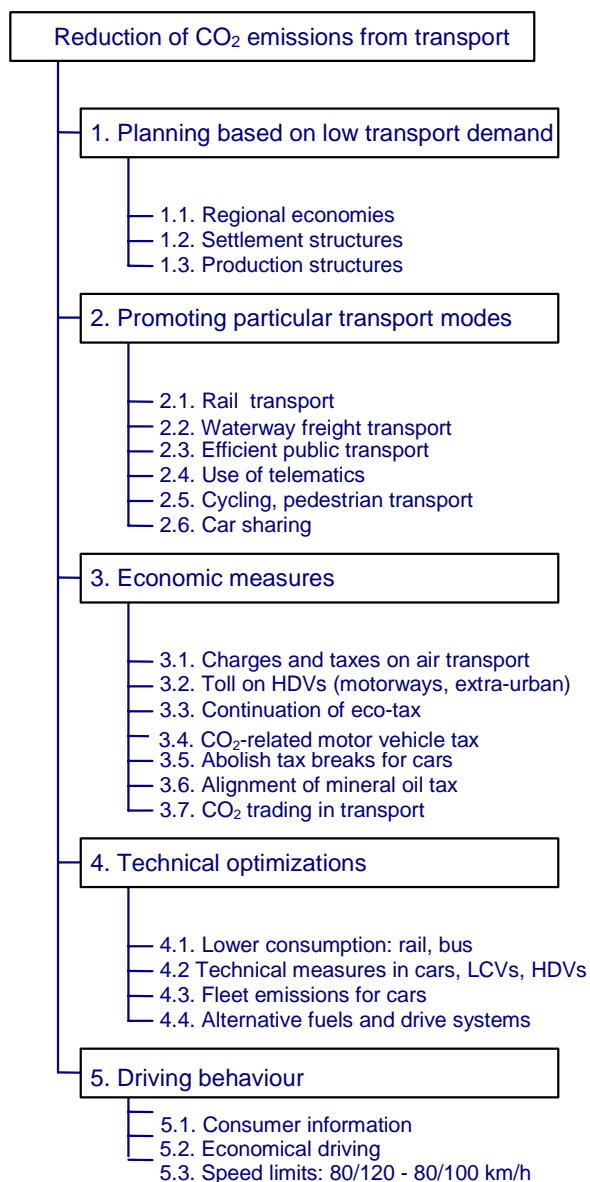 Reduction of CO₂ emissions from transport
1. Planning based on low transport demand
1.1. Regional economies
1.2. Settlement structures
1.3. Production structures
2. Promoting particular transport modes
2.1. Rail transport
2.2. Waterway freight transport
2.3. Efficient public transport
2.4. Use of telematics
2.5. Cycling, pedestrian transport
2.6. Car sharing
3. Economic measures
3.1. Charges and taxes on air transport
3.2. Toll on HDVs (motorways, extra-urban)
3.3. Continuation of eco-tax
3.4. CO₂-related motor vehicle tax
3.5. Abolish tax breaks for cars
3.6. Alignment of mineral oil tax
3.7. CO₂ trading in transport
4. Technical optimizations
4.1. Lower consumption: rail, bus
4.2 Technical measures in cars, LCVs, HDVs
4.3. Fleet emissions for cars
4.4. Alternative fuels and drive systems
5. Driving behaviour
5.1. Consumer information
5.2. Economical driving
5.3. Speed limits: 80/120 - 80/100 km/h